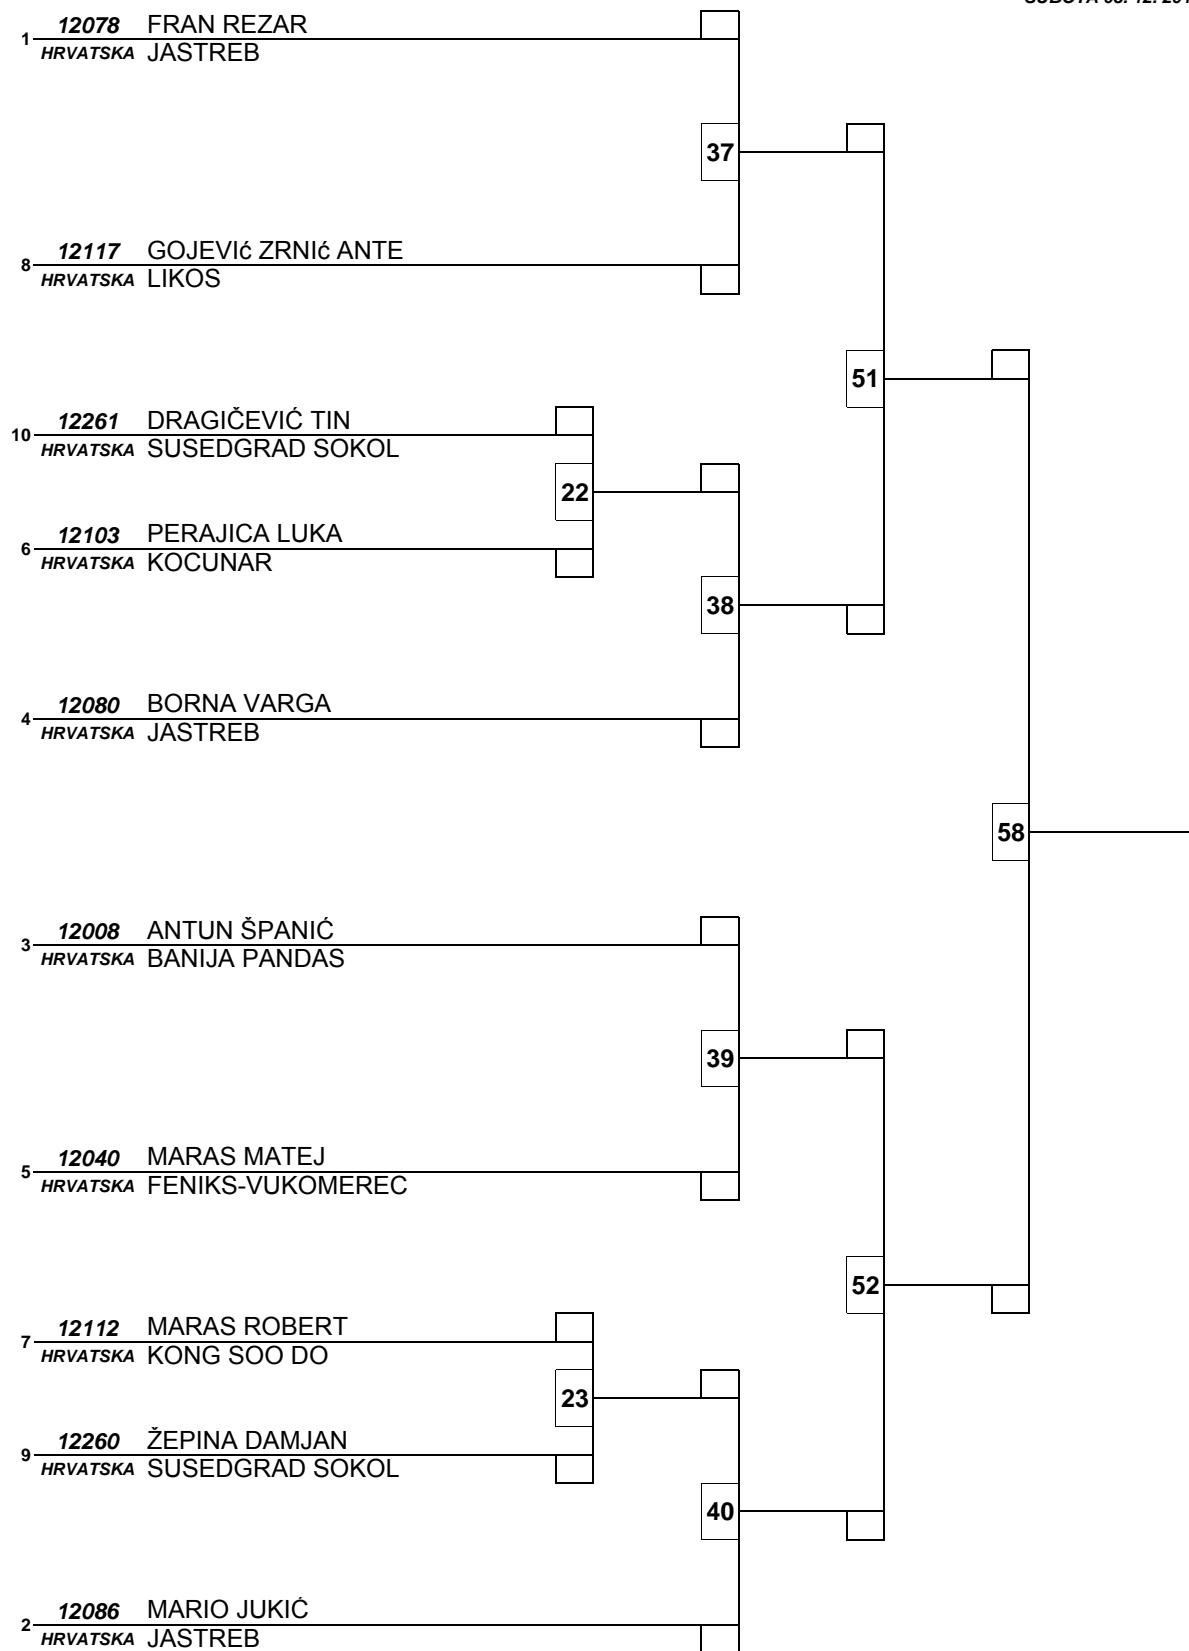 1 12078 FRAN REZAR
HRVATSKA JASTREB
37
8 12117 GOJEVIć ZRNIć ANTE
HRVATSKA LIKOS
51
10 12261 DRAGIČEVIĆ TIN
HRVATSKA SUSEDGRAD SOKOL
22
6 12103 PERAJICA LUKA
HRVATSKA KOCUNAR
38
4 12080 BORNA VARGA
HRVATSKA JASTREB
58
3 12008 ANTUN ŠPANIĆ
HRVATSKA BANIJA PANDAS
39
5 12040 MARAS MATEJ
HRVATSKA FENIKS-VUKOMEREC
52
7 12112 MARAS ROBERT
HRVATSKA KONG SOO DO
23
9 12260 ŽEPINA DAMJAN
HRVATSKA SUSEDGRAD SOKOL
40
2 12086 MARIO JUKIĆ
HRVATSKA JASTREB